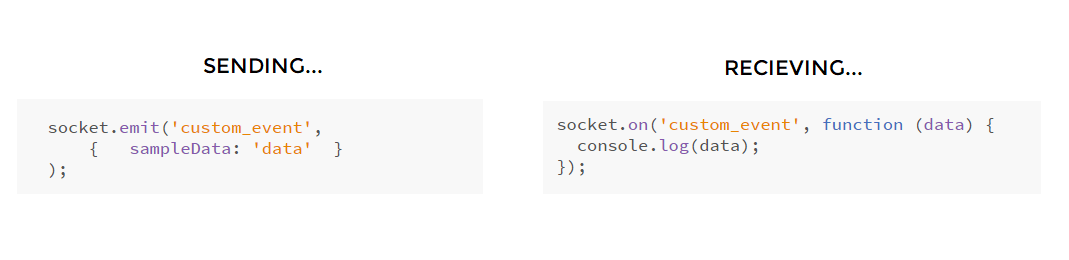 SENDING...
socket.emit('custom_event',
{ sampleData: 'data' }
);
RECIEVING...
socket.on('custom_event', function (data) {
console.log(data);
});